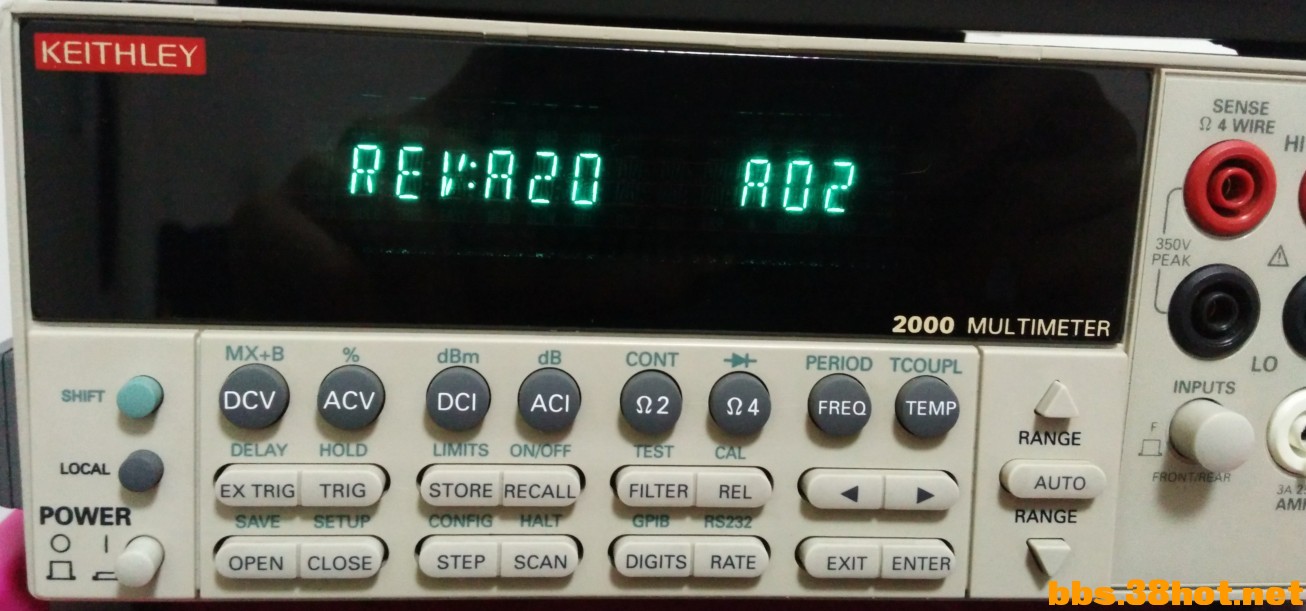 KEITHLEY
REV:A20 A02
2000 MULTIMETER
SENSE
Ω 4 WIRE
HI
350V
PEAK
LO
INPUTS
F
FRONT/REAR
3A
AMP
MX+B % dBm dB CONT PERIOD TCOUPL
SHIFT DCV ACV DCI ACI Ω2 Ω4 FREQ TEMP
DELAY HOLD LIMITS ON/OFF TEST CAL
RANGE
LOCAL EX TRIG TRIG STORE RECALL FILTER REL ◀ ▶ AUTO
POWER SAVE SETUP CONFIG HALT GPIB RS232
RANGE
O I
OPEN CLOSE STEP SCAN DIGITS RATE EXIT ENTER
bbs.38hot.net